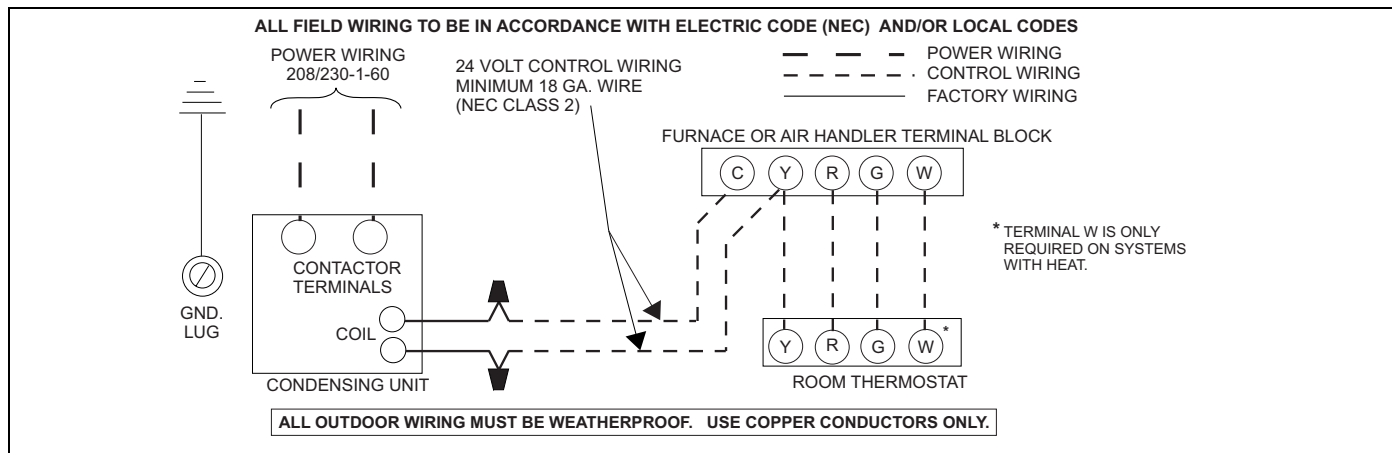 ALL FIELD WIRING TO BE IN ACCORDANCE WITH ELECTRIC CODE (NEC) AND/OR LOCAL CODES
POWER WIRING
208/230-1-60
24 VOLT CONTROL WIRING
MINIMUM 18 GA. WIRE
(NEC CLASS 2)
POWER WIRING
CONTROL WIRING
FACTORY WIRING
FURNACE OR AIR HANDLER TERMINAL BLOCK
C Y R G W
* TERMINAL W IS ONLY
REQUIRED ON SYSTEMS
WITH HEAT.
CONTACTOR
TERMINALS
GND.
LUG
COIL
CONDENSING UNIT
Y R G W *
ROOM THERMOSTAT
ALL OUTDOOR WIRING MUST BE WEATHERPROOF. USE COPPER CONDUCTORS ONLY.